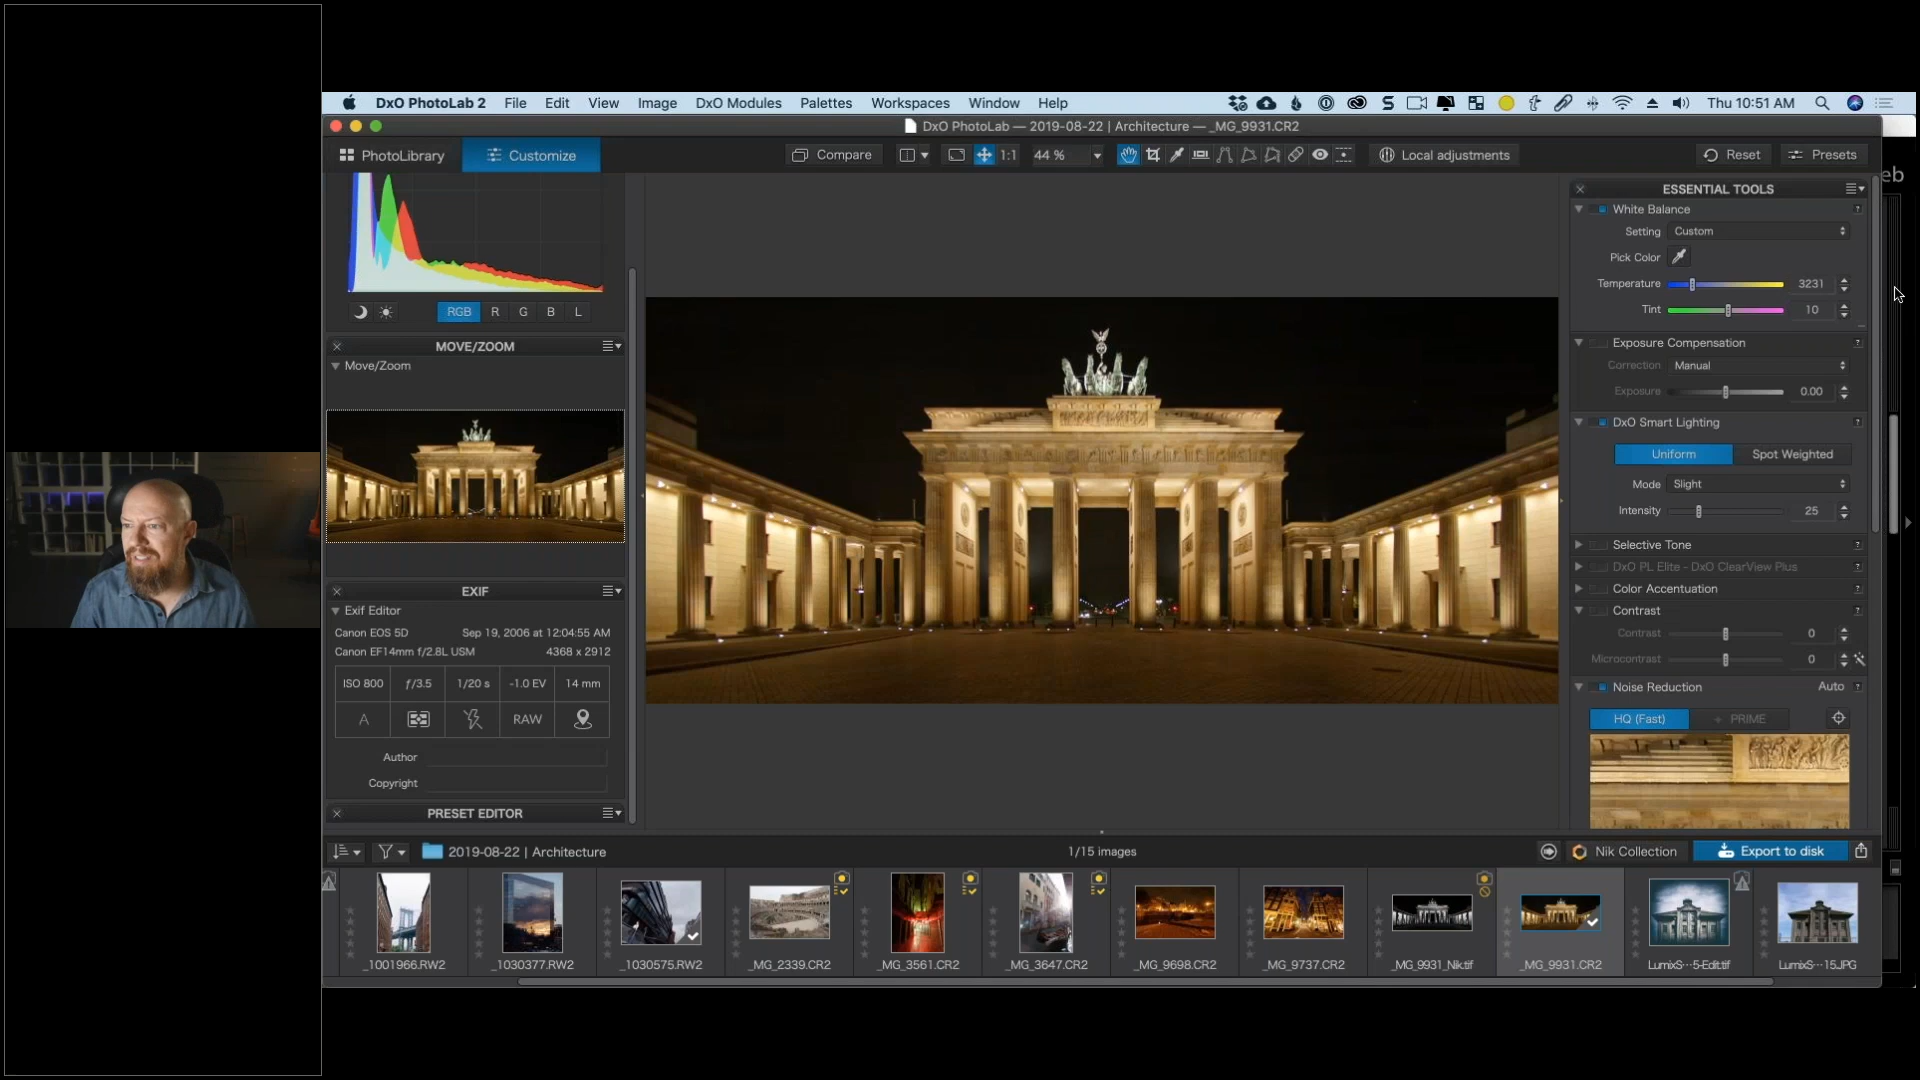 DxO PhotoLab 2 File Edit View Image DxO Modules Palettes Workspaces Window Help Thu 10:51 AM
DxO PhotoLab — 2019-08-22 | Architecture — _MG_9931.CR2
PhotoLibrary Customize Compare 1:1 44 % Local adjustments Reset Presets
eb
RGB R G B L
MOVE/ZOOM
Move/Zoom
EXIF
Exif Editor
Canon EOS 5D Sep 19, 2006 at 12:04:55 AM
Canon EF14mm f/2.8L USM 4368 x 2912
ISO 800 ƒ/3.5 1/20 s -1.0 EV 14 mm
A RAW
Author
Copyright
PRESET EDITOR
ESSENTIAL TOOLS
White Balance ?
Setting Custom
Pick Color
Temperature 3231
Tint 10
Exposure Compensation ?
Correction Manual
Exposure 0.00
DxO Smart Lighting ?
Uniform Spot Weighted
Mode Slight
Intensity 25
Selective Tone ?
DxO PL Elite - DxO ClearView Plus ?
Color Accentuation ?
Contrast ?
Contrast 0
Microcontrast 0
Noise Reduction Auto ?
HQ (Fast) PRIME
2019-08-22 | Architecture 1/15 images Nik Collection Export to disk
_1001966.RW2 _1030377.RW2 _1030575.RW2 _MG_2339.CR2 _MG_3561.CR2 _MG_3647.CR2 _MG_9698.CR2 _MG_9737.CR2 _MG_9931_Nik.tif _MG_9931.CR2 LumixS···5-Edit.tif LumixS···15.JPG